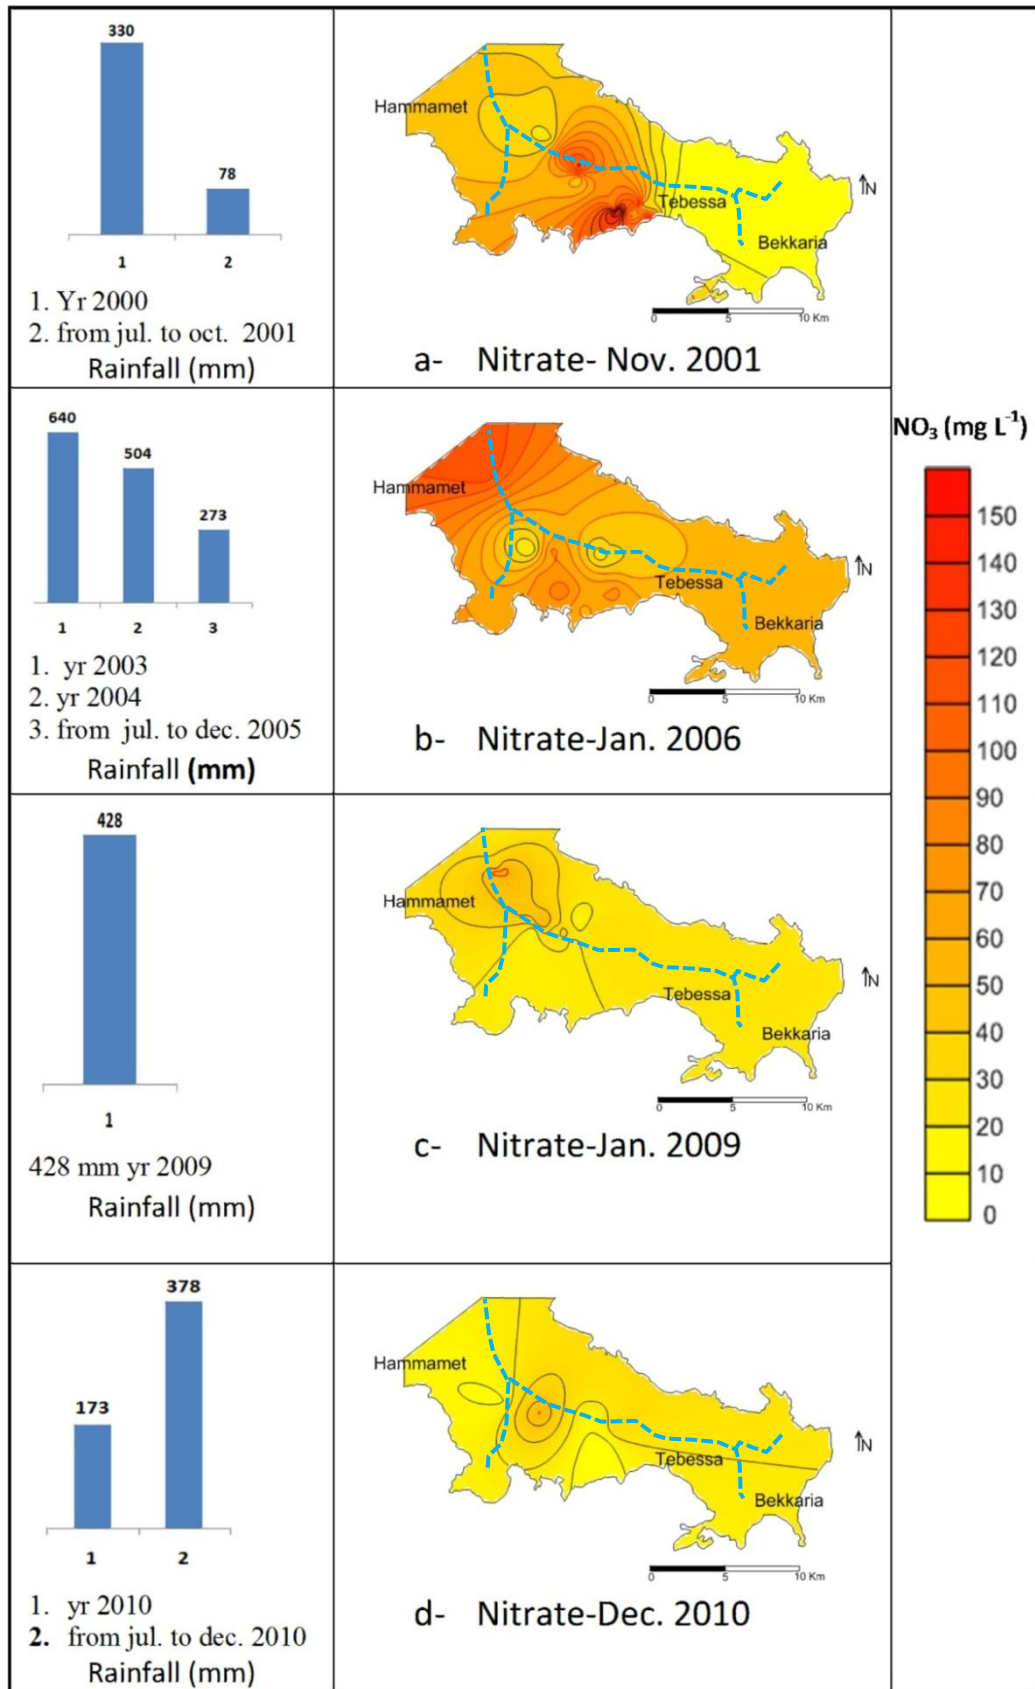 330
78
1
2
1. Yr 2000
2. from jul. to oct. 2001
Rainfall (mm)
Hammamet
N
Tebessa
Bekkaria
0 5 10 Km
a- Nitrate- Nov. 2001
640
504
273
1 2 3
1. yr 2003
2. yr 2004
3. from jul. to dec. 2005
Rainfall (mm)
Hammamet
N
Tebessa
Bekkaria
0 5 10 Km
b- Nitrate-Jan. 2006
NO3 (mg L-1)
150
140
130
120
110
100
90
80
70
60
50
40
30
20
10
0
428
1
428 mm yr 2009
Rainfall (mm)
Hammamet
N
Tebessa
Bekkaria
0 5 10 Km
c- Nitrate-Jan. 2009
378
173
1 2
1. yr 2010
2. from jul. to dec. 2010
Rainfall (mm)
Hammamet
N
Tebessa
Bekkaria
0 5 10 Km
d- Nitrate-Dec. 2010